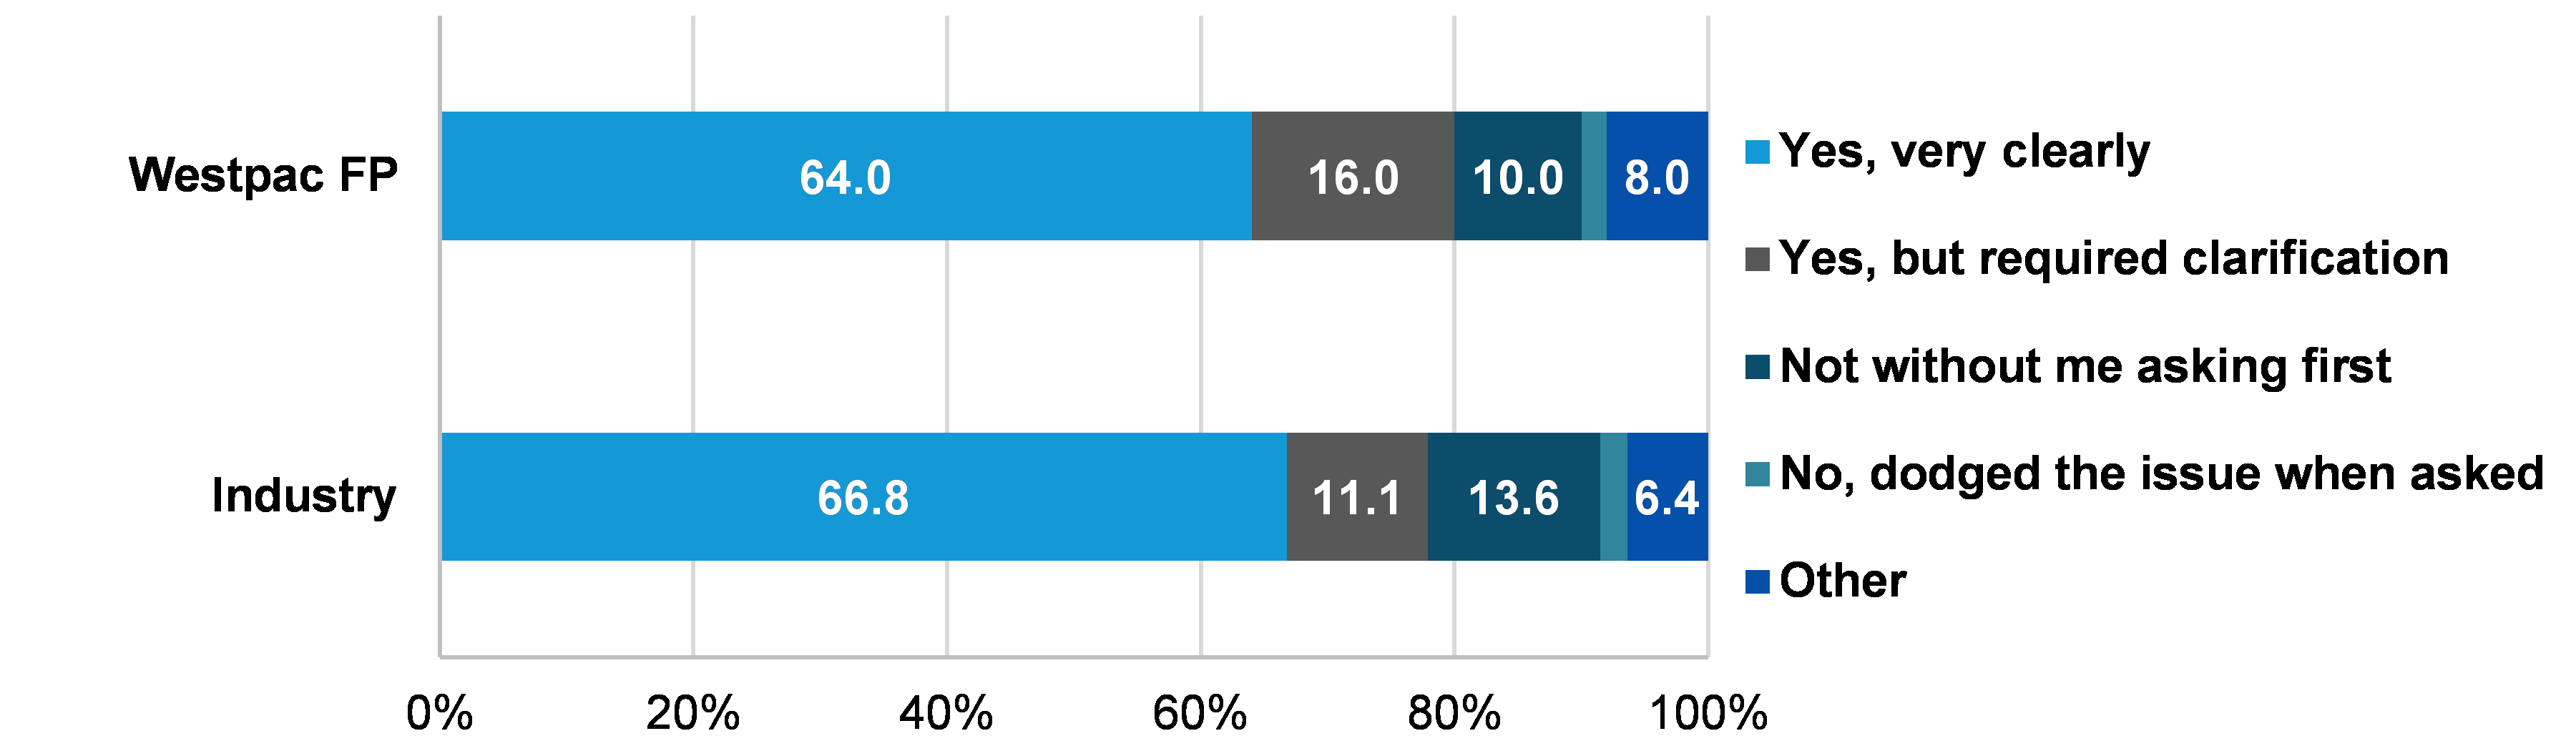 Westpac FP
64.0 16.0 10.0 8.0
Industry
66.8 11.1 13.6 6.4
0% 20% 40% 60% 80% 100%
Yes, very clearly
Yes, but required clarification
Not without me asking first
No, dodged the issue when asked
Other